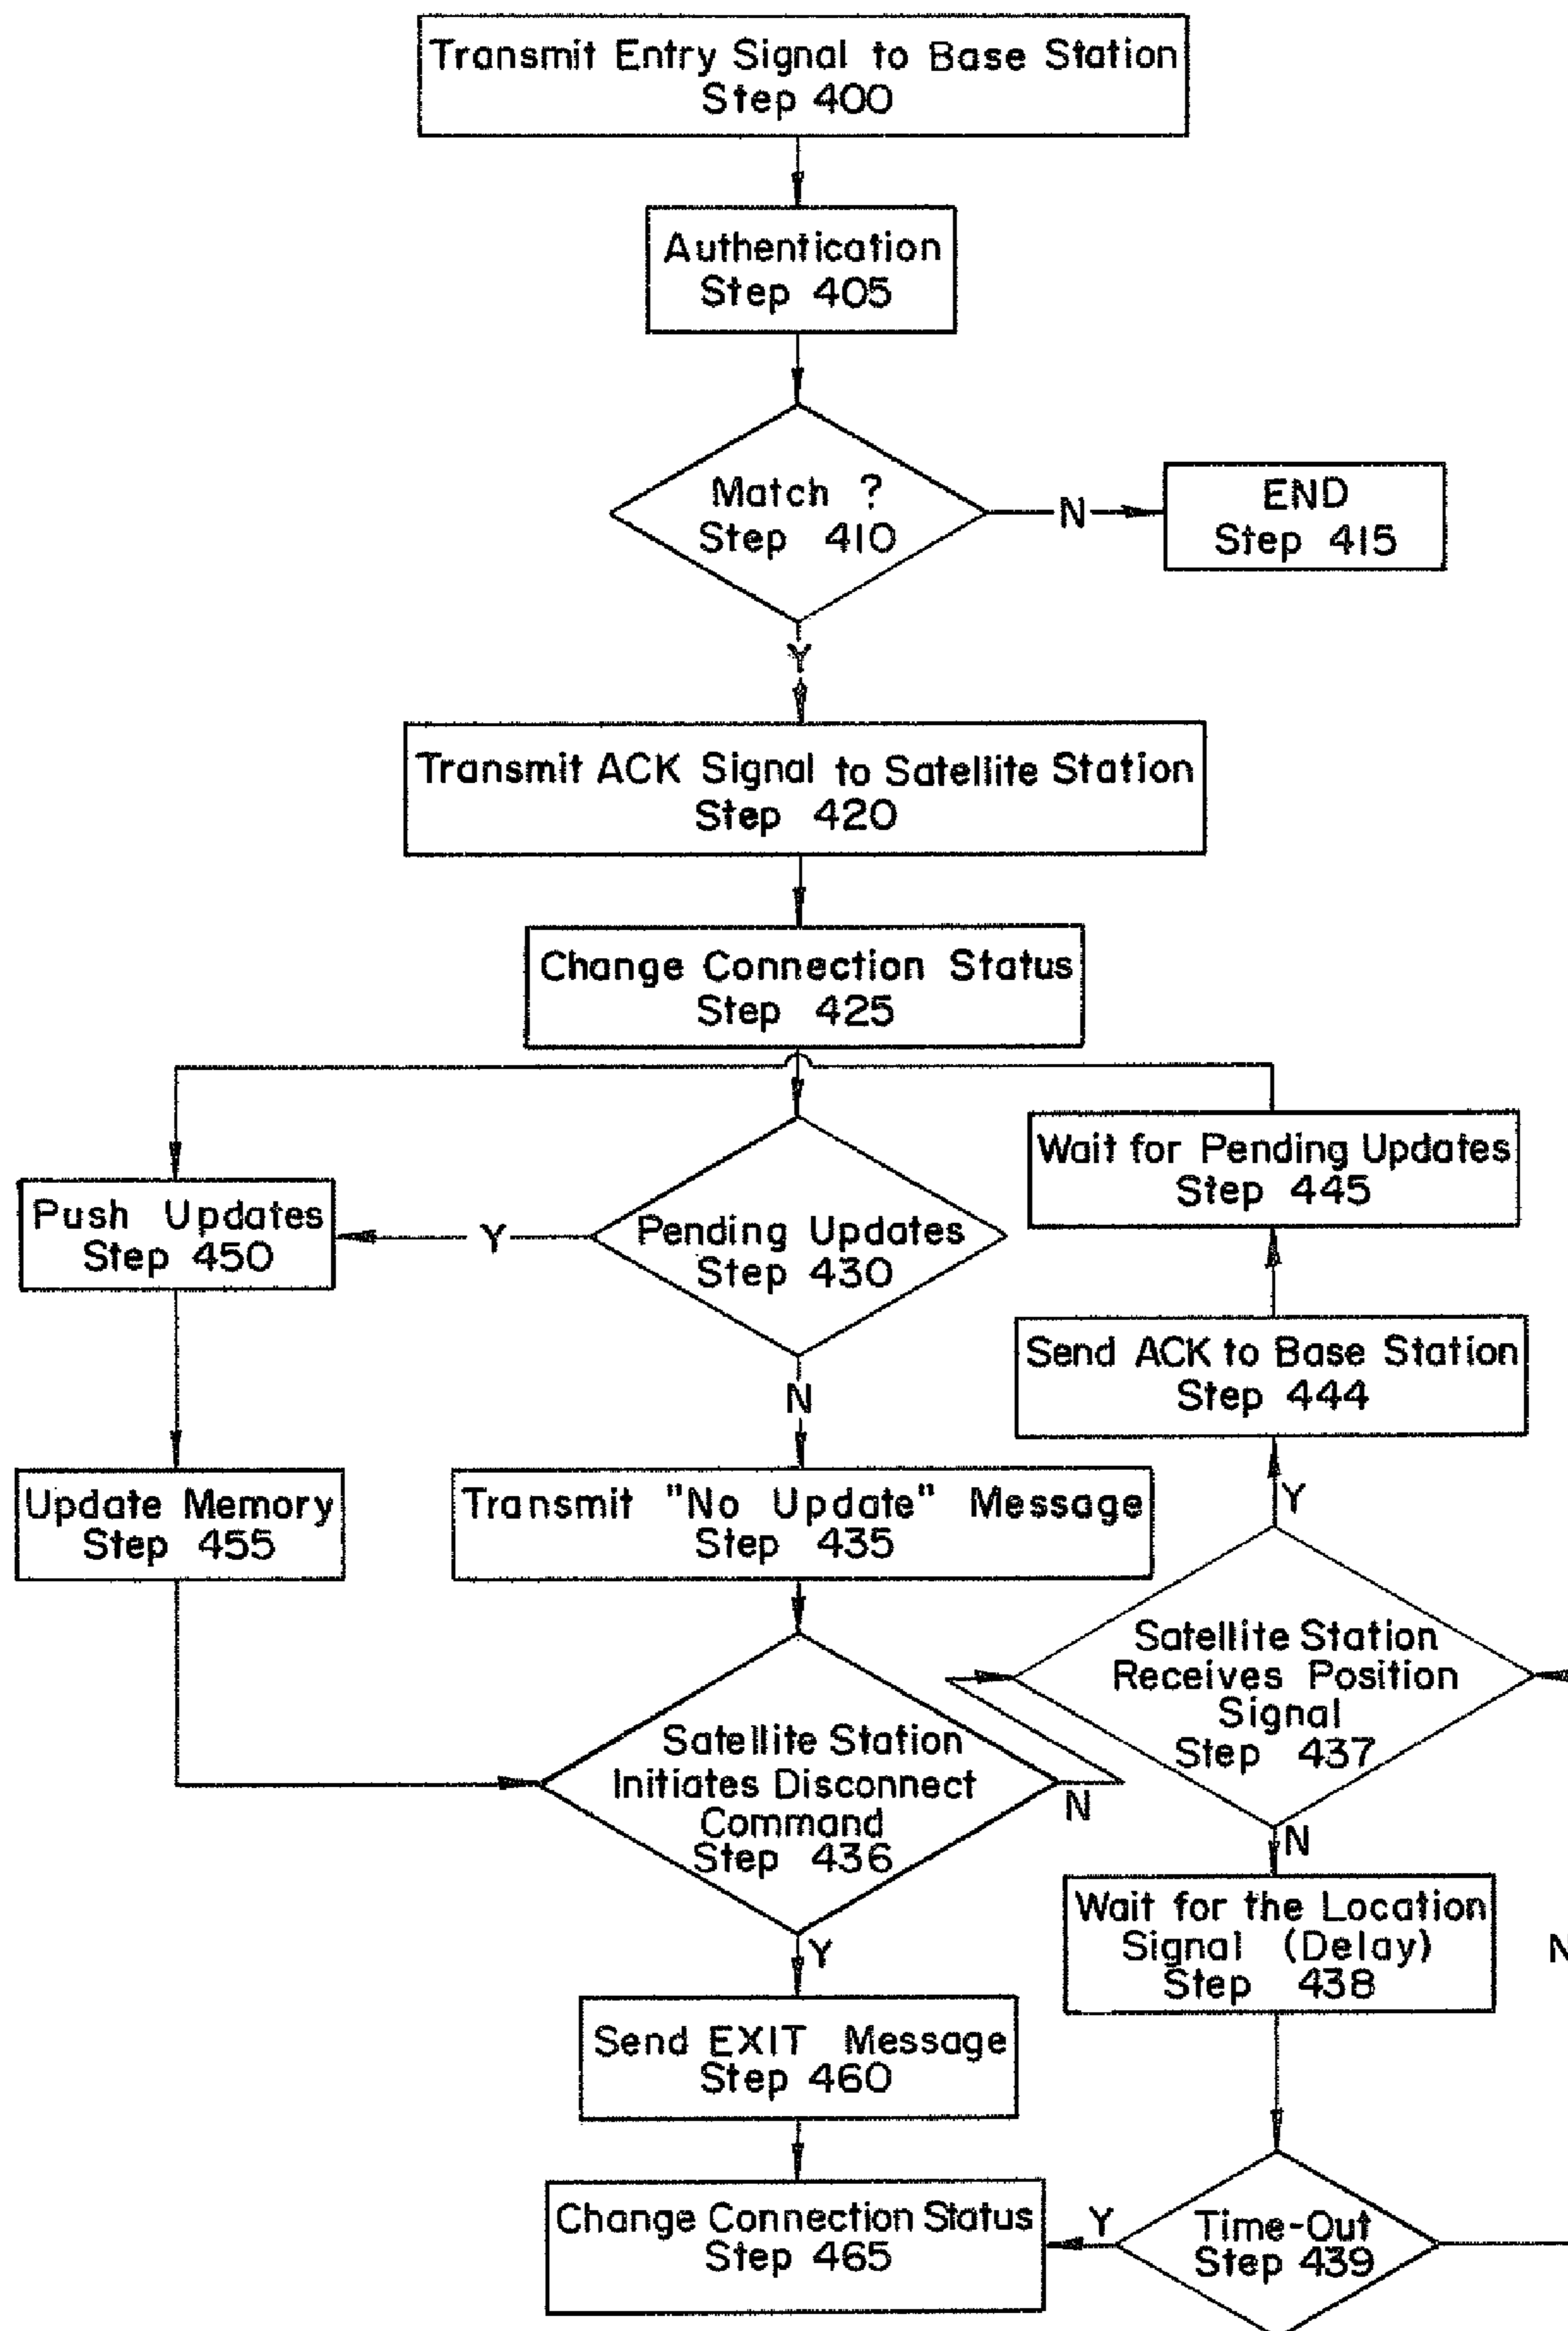 Transmit Entry Signal to Base Station
Step 400
Authentication
Step 405
Match ?
Step 410
N
END
Step 415
Y
Transmit ACK Signal to Satellite Station
Step 420
Change Connection Status
Step 425
Wait for Pending Updates
Step 445
Push Updates
Step 450
Y
Pending Updates
Step 430
Send ACK to Base Station
Step 444
N
Y
Update Memory
Step 455
Transmit "No Update" Message
Step 435
Satellite Station
Receives Position
Signal
Step 437
Satellite Station
Initiates Disconnect
Command
Step 436
N
N
Wait for the Location
Signal (Delay)
Step 438
N
Y
Send EXIT Message
Step 460
Change Connection Status
Step 465
Y
Time-Out
Step 439